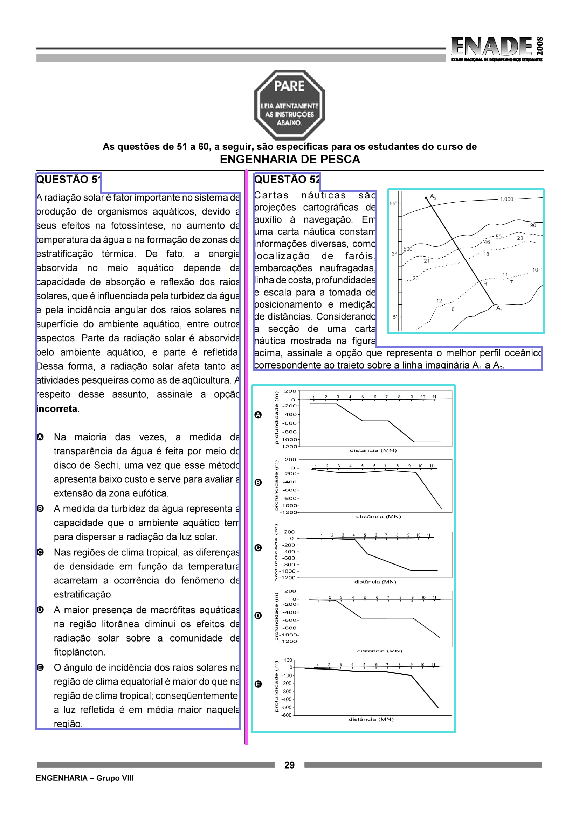 ENADE 2008
EXAME NACIONAL DE DESEMPENHO DOS ESTUDANTES
PARE
LEIA ATENTAMENTE
AS INSTRUÇÕES
ABAIXO.
As questões de 51 a 60, a seguir, são específicas para os estudantes do curso de
ENGENHARIA DE PESCA
QUESTÃO 51
A radiação solar é fator importante no sistema de
produção de organismos aquáticos, devido a
seus efeitos na fotossíntese, no aumento da
temperatura da água e na formação de zonas de
estratificação térmica. De fato, a energia
absorvida no meio aquático depende da
capacidade de absorção e reflexão dos raios
solares, que é influenciada pela turbidez da água
e pela incidência angular dos raios solares na
superfície do ambiente aquático, entre outros
aspectos. Parte da radiação solar é absorvida
pelo ambiente aquático, e parte é refletida.
Dessa forma, a radiação solar afeta tanto as
atividades pesqueiras como as de aqüicultura. A
respeito desse assunto, assinale a opção
incorreta.
A Na maioria das vezes, a medida da
transparência da água é feita por meio do
disco de Sechi, uma vez que esse método
apresenta baixo custo e serve para avaliar a
extensão da zona eufótica.
B A medida da turbidez da água representa a
capacidade que o ambiente aquático tem
para dispersar a radiação da luz solar.
C Nas regiões de clima tropical, as diferenças
de densidade em função da temperatura
acarretam a ocorrência do fenômeno de
estratificação.
D A maior presença de macrófitas aquáticas
na região litorânea diminui os efeitos da
radiação solar sobre a comunidade de
fitoplâncton.
E O ângulo de incidência dos raios solares na
região de clima equatorial é maior do que na
região de clima tropical; conseqüentemente,
a luz refletida é em média maior naquela
região.
QUESTÃO 52
Cartas náuticas são
projeções cartográficas de
auxílio à navegação. Em
uma carta náutica constam
informações diversas, como
localização de faróis,
embarcações naufragadas,
linha de costa, profundidades
e escala para a tomada de
posicionamento e medição
de distâncias. Considerando
a secção de uma carta
náutica mostrada na figura
acima, assinale a opção que representa o melhor perfil oceânico
correspondente ao trajeto sobre a linha imaginária A₁ a A₂.
1.000
A
profundidade (m)
distância (MN)
B
profundidade (m)
distância (MN)
C
profundidade (m)
distância (MN)
D
profundidade (m)
distância (MN)
E
profundidade (m)
distância (MN)
29
ENGENHARIA – Grupo VIII